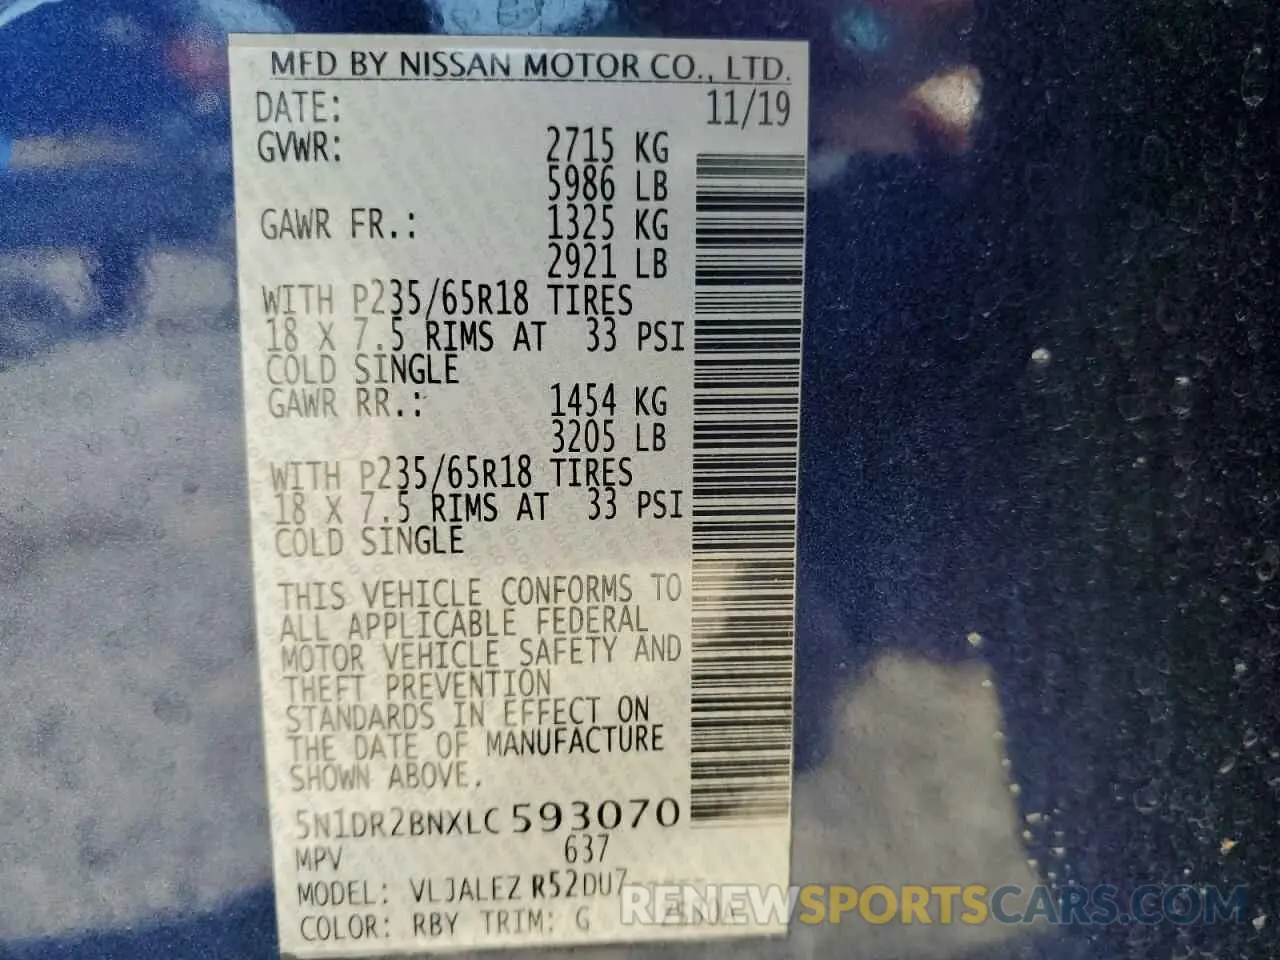 MFD BY NISSAN MOTOR CO., LTD.
DATE: 11/19
GVWR: 2715 KG
5986 LB
GAWR FR.: 1325 KG
2921 LB
WITH P235/65R18 TIRES
18 X 7.5 RIMS AT 33 PSI
COLD SINGLE
GAWR RR.: 1454 KG
3205 LB
WITH P235/65R18 TIRES
18 X 7.5 RIMS AT 33 PSI
COLD SINGLE
THIS VEHICLE CONFORMS TO
ALL APPLICABLE FEDERAL
MOTOR VEHICLE SAFETY AND
THEFT PREVENTION
STANDARDS IN EFFECT ON
THE DATE OF MANUFACTURE
SHOWN ABOVE.
5N1DR2BNXLC593070
MPV 637
MODEL: VLJALEZ R52DU7
COLOR: RBY TRIM: G
RENEWSPORTSCARS.COM